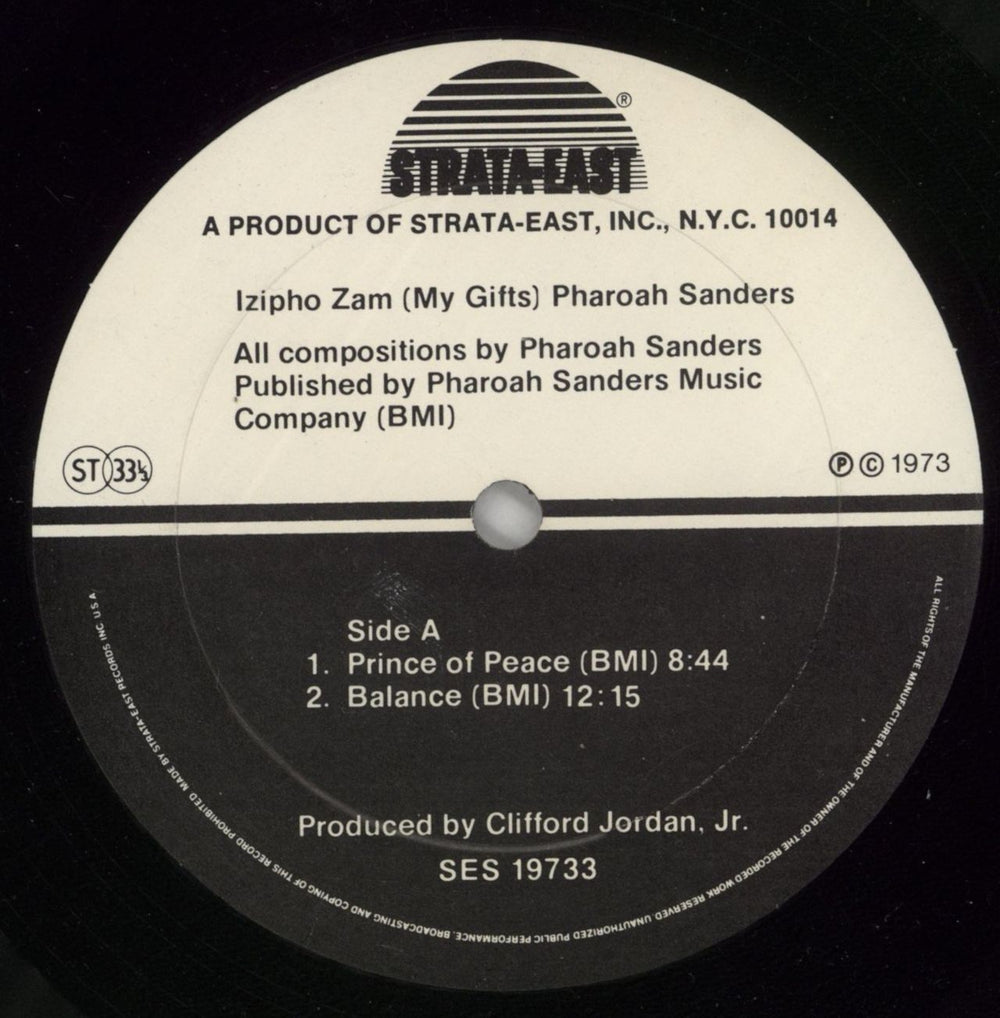 STRATA-EAST
®
A PRODUCT OF STRATA-EAST, INC., N.Y.C. 10014
Izipho Zam (My Gifts) Pharoah Sanders
All compositions by Pharoah Sanders
Published by Pharoah Sanders Music
Company (BMI)
ST 33⅓
℗ © 1973
Side A
1. Prince of Peace (BMI) 8:44
2. Balance (BMI) 12:15
Produced by Clifford Jordan, Jr.
SES 19733
ALL RIGHTS OF THE MANUFACTURER AND OF THE OWNER OF THE RECORDED WORK RESERVED. UNAUTHORIZED PUBLIC PERFORMANCE, BROADCASTING AND COPYING OF THIS RECORD PROHIBITED MADE BY STRATA-EAST RECORDS INC U S A